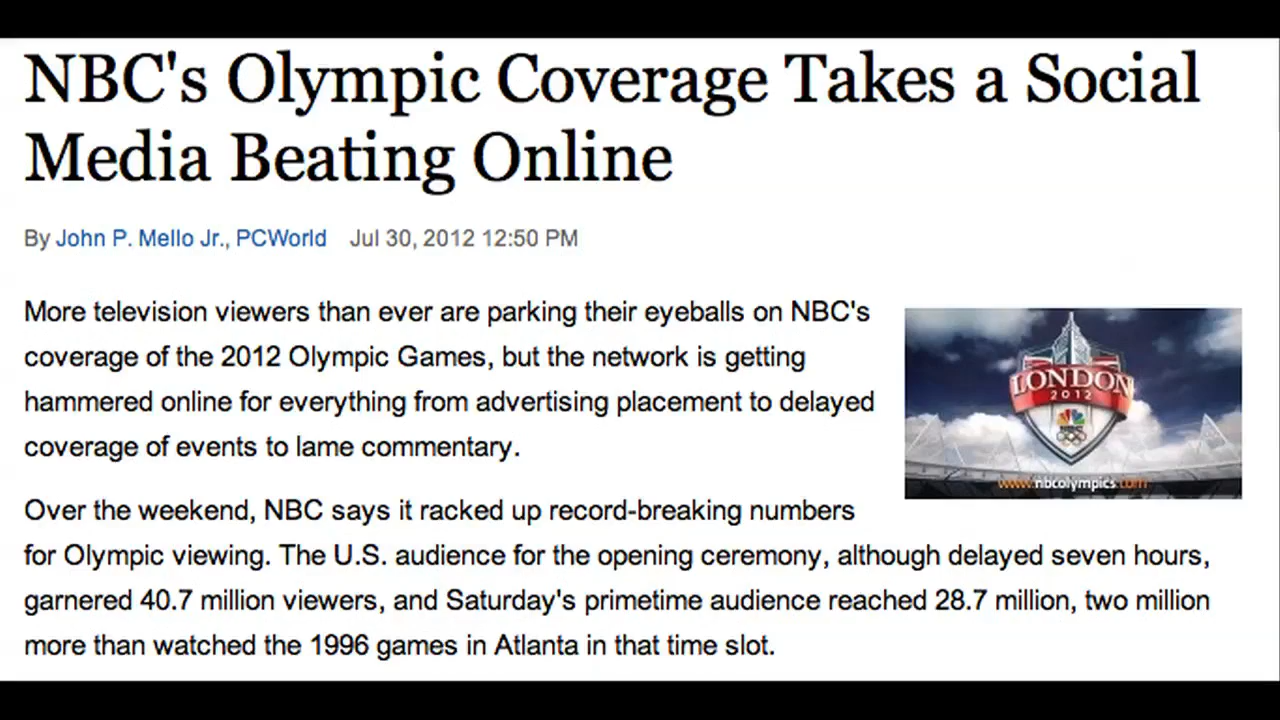 NBC's Olympic Coverage Takes a Social
Media Beating Online
By John P. Mello Jr., PCWorld Jul 30, 2012 12:50 PM
More television viewers than ever are parking their eyeballs on NBC's
coverage of the 2012 Olympic Games, but the network is getting
hammered online for everything from advertising placement to delayed
coverage of events to lame commentary.
LONDON
2012
NBC
www.nbcolympics.com
Over the weekend, NBC says it racked up record-breaking numbers
for Olympic viewing. The U.S. audience for the opening ceremony, although delayed seven hours,
garnered 40.7 million viewers, and Saturday's primetime audience reached 28.7 million, two million
more than watched the 1996 games in Atlanta in that time slot.